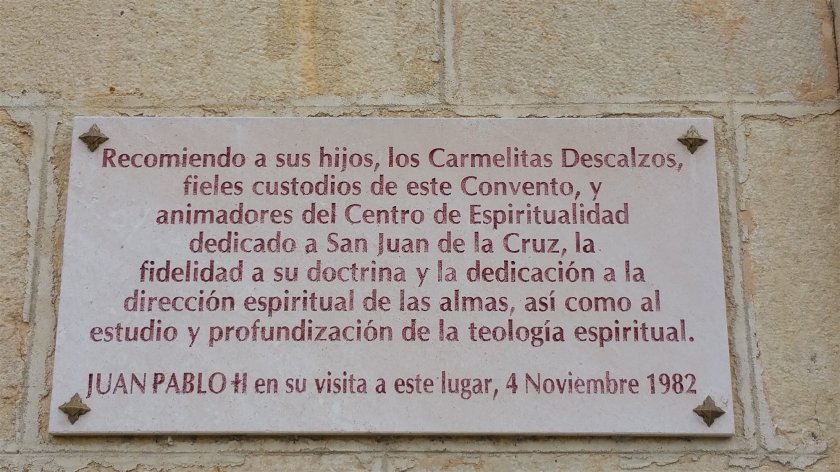 Recomiendo a sus hijos, los Carmelitas Descalzos,
fieles custodios de este Convento, y
animadores del Centro de Espiritualidad
dedicado a San Juan de la Cruz, la
fidelidad a su doctrina y la dedicación a la
dirección espiritual de las almas, así como al
estudio y profundización de la teología espiritual.
JUAN PABLO II en su visita a este lugar, 4 Noviembre 1982